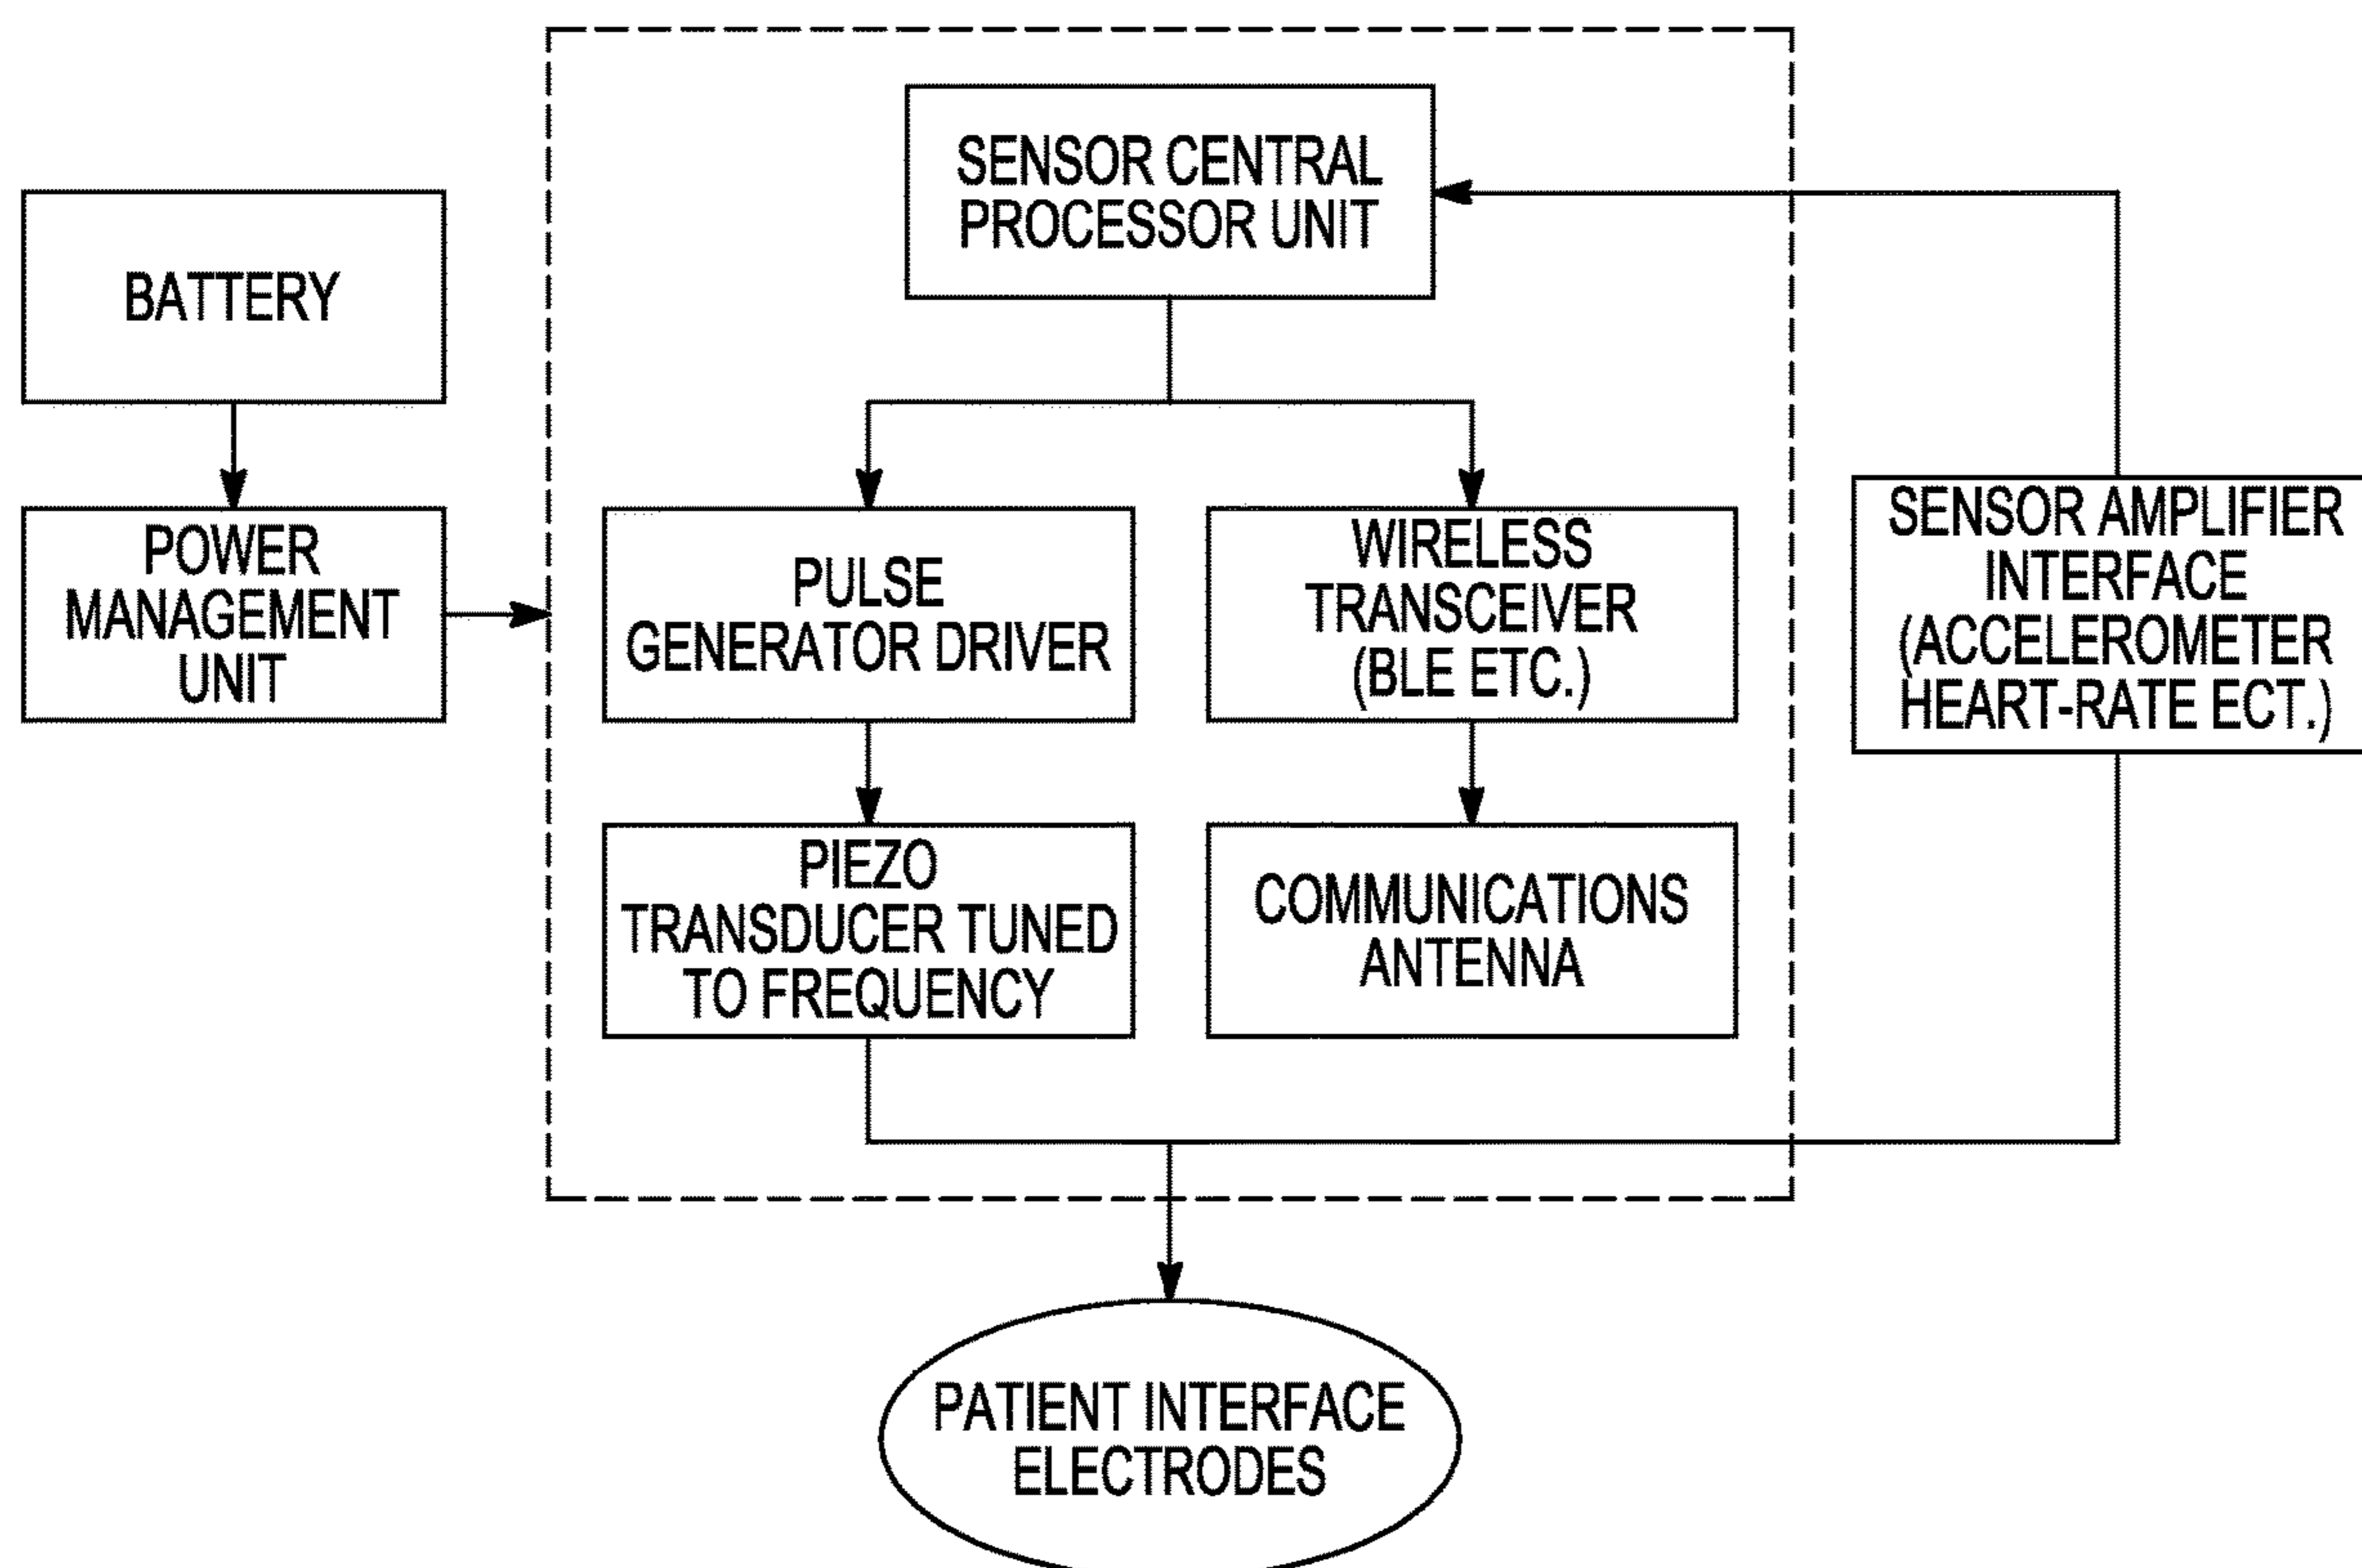 SENSOR CENTRAL
PROCESSOR UNIT
BATTERY
POWER
MANAGEMENT
UNIT
PULSE
GENERATOR DRIVER
WIRELESS
TRANSCEIVER
(BLE ETC.)
SENSOR AMPLIFIER
INTERFACE
(ACCELEROMETER
HEART-RATE ECT.)
PIEZO
TRANSDUCER TUNED
TO FREQUENCY
COMMUNICATIONS
ANTENNA
PATIENT INTERFACE
ELECTRODES